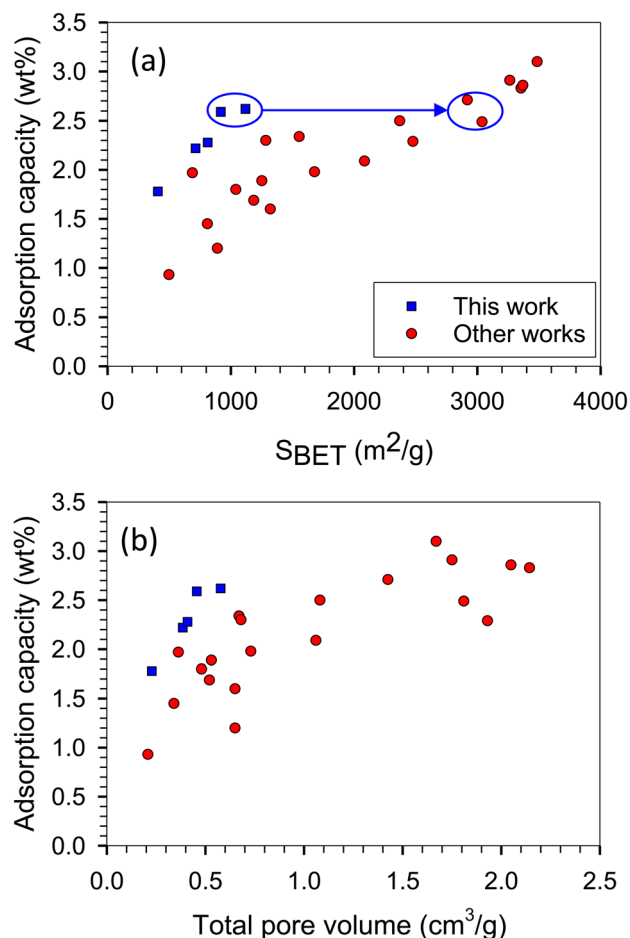 (a)
Adsorption capacity (wt%)
3.5
3.0
2.5
2.0
1.5
1.0
0.5
0.0
This work
Other works
0 1000 2000 3000 4000
SBET (m2/g)
(b)
Adsorption capacity (wt%)
3.5
3.0
2.5
2.0
1.5
1.0
0.5
0.0
0.0 0.5 1.0 1.5 2.0 2.5
Total pore volume (cm3/g)